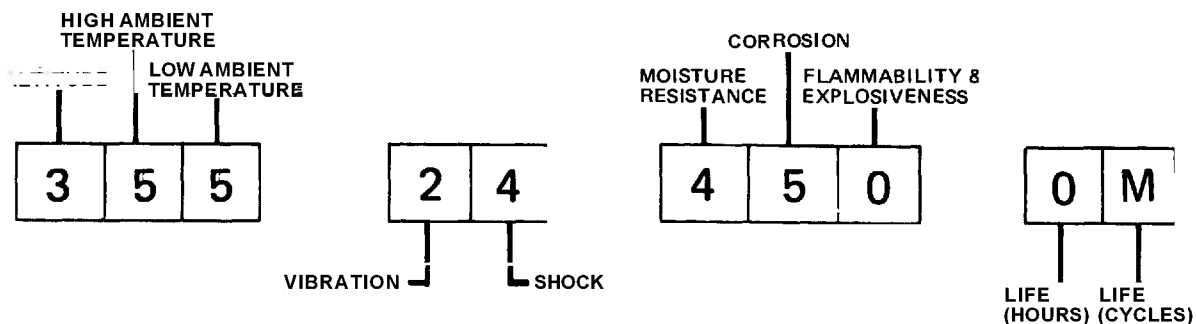 HIGH AMBIENT
TEMPERATURE
LOW AMBIENT
TEMPERATURE
3 5 5
VIBRATION
2 4
SHOCK
CORROSION
MOISTURE
RESISTANCE
FLAMMABILITY &
EXPLOSIVENESS
4 5 0
0 M
LIFE
(HOURS)
LIFE
(CYCLES)